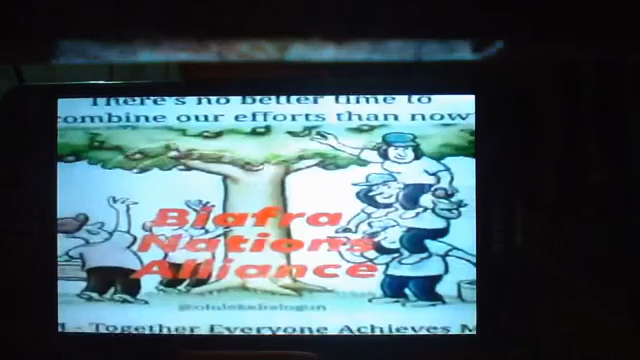 There's no better time to
combine our efforts than now
Biafra
Nations
Alliance
- Together Everyone Achieves M